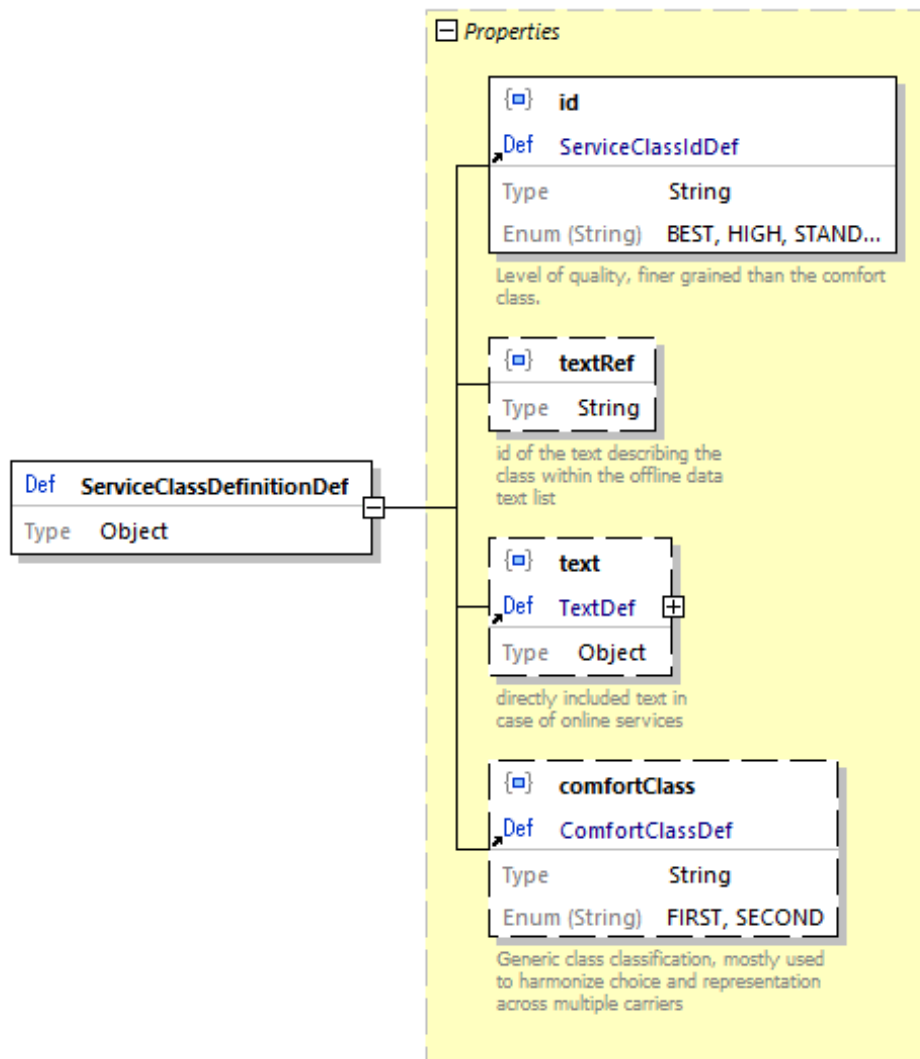 Properties
id
Def ServiceClassIdDef
Type String
Enum (String) BEST, HIGH, STAND...
Level of quality, finer grained than the comfort
class.
textRef
Type String
id of the text describing the
class within the offline data
text list
Def ServiceClassDefinitionDef
Type Object
text
Def TextDef
Type Object
directly included text in
case of online services
comfortClass
Def ComfortClassDef
Type String
Enum (String) FIRST, SECOND
Generic class classification, mostly used
to harmonize choice and representation
across multiple carriers